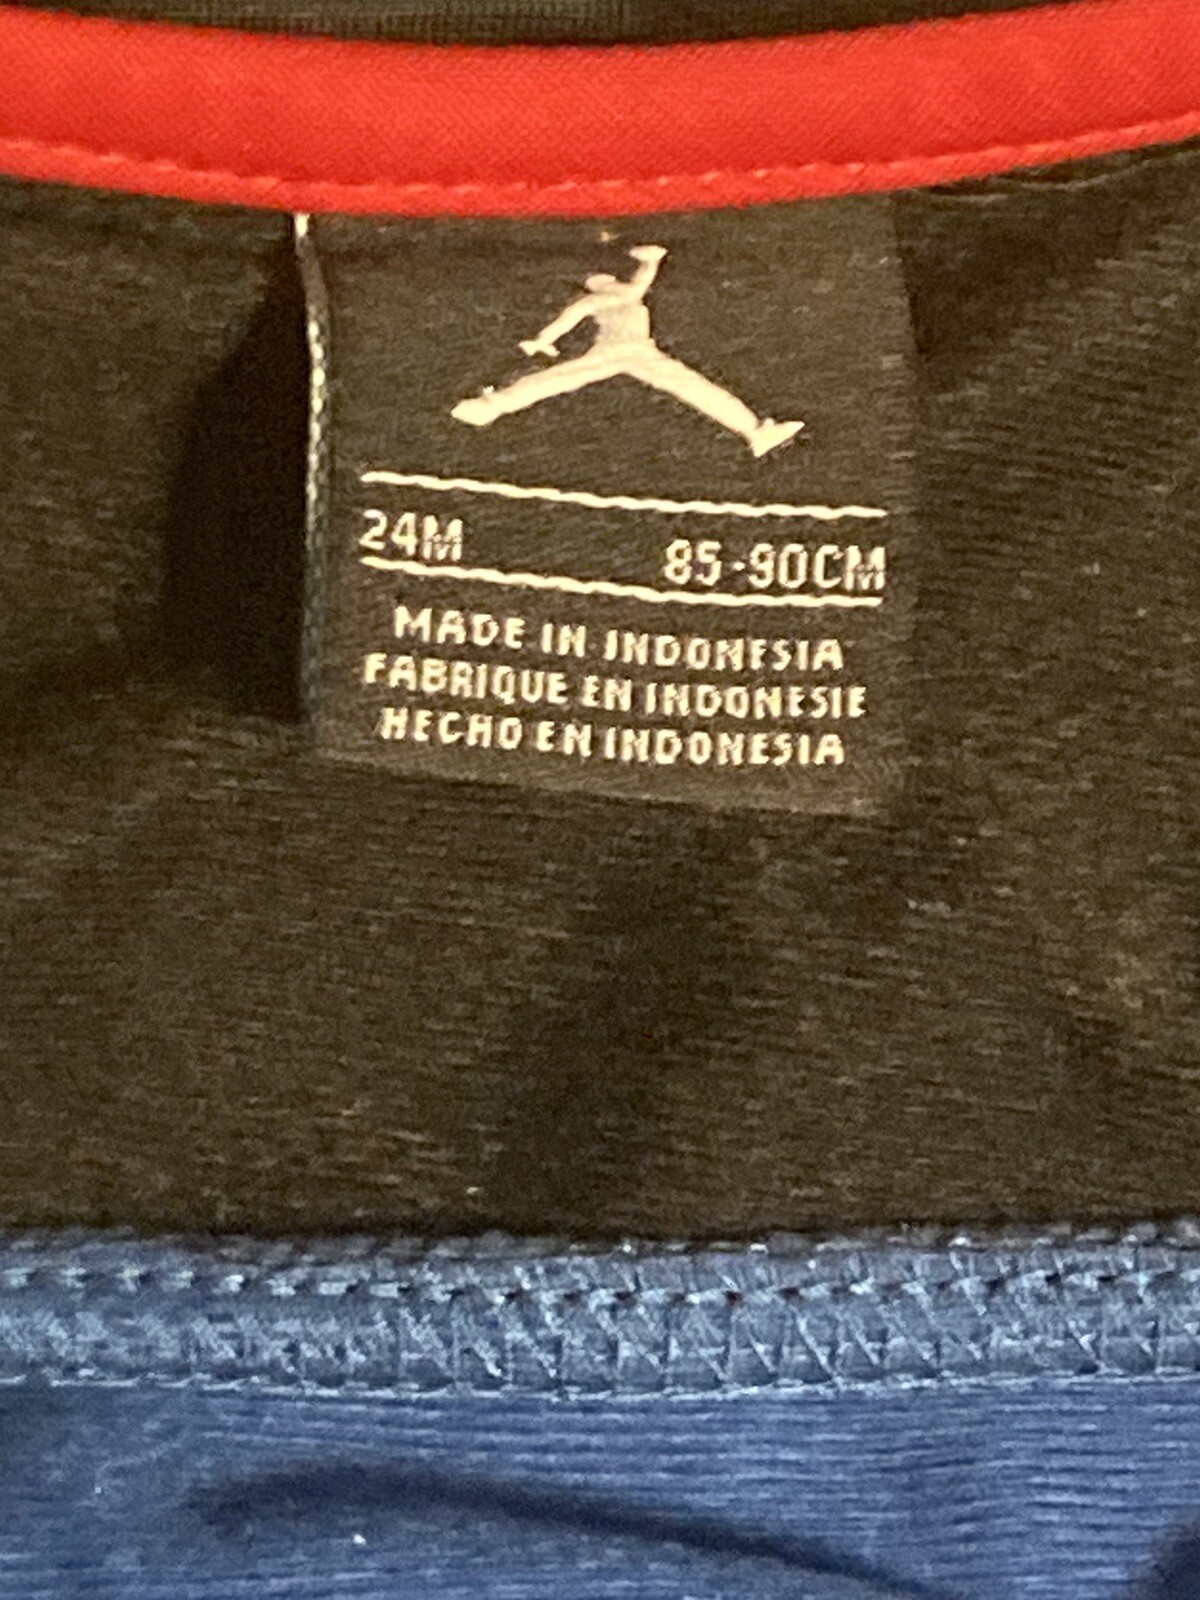 24M 85-90CM
MADE IN INDONESIA
FABRIQUE EN INDONESIE
HECHO EN INDONESIA